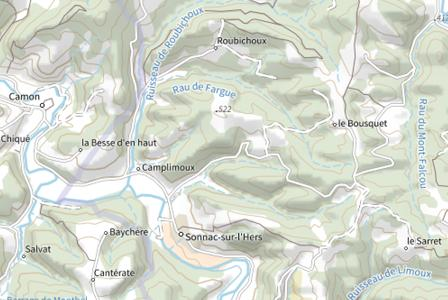 Roubichoux
Ruisseau de Roubichoux
Rau de Fargue
Camon
522
Rau du Mont-Falcou
Chiqué
le Bousquet
la Besse d'en haut
Camplimoux
Baychère
Sonnac-sur-l'Hers
le Sarret
Salvat
Cantérate
Ruisseau de Limoux